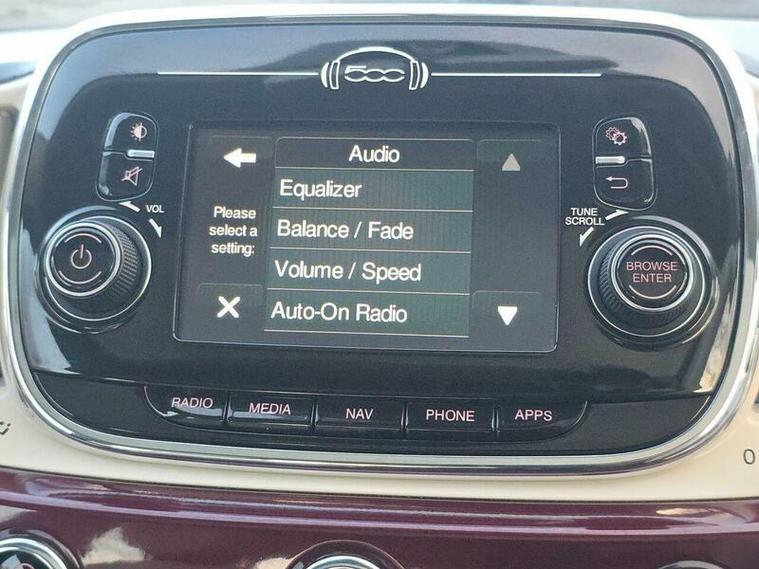 500
Audio
Equalizer
VOL
Please
select a
setting:
Balance / Fade
TUNE
SCROLL
Volume / Speed
BROWSE
ENTER
Auto-On Radio
RADIO
MEDIA
NAV
PHONE
APPS
0